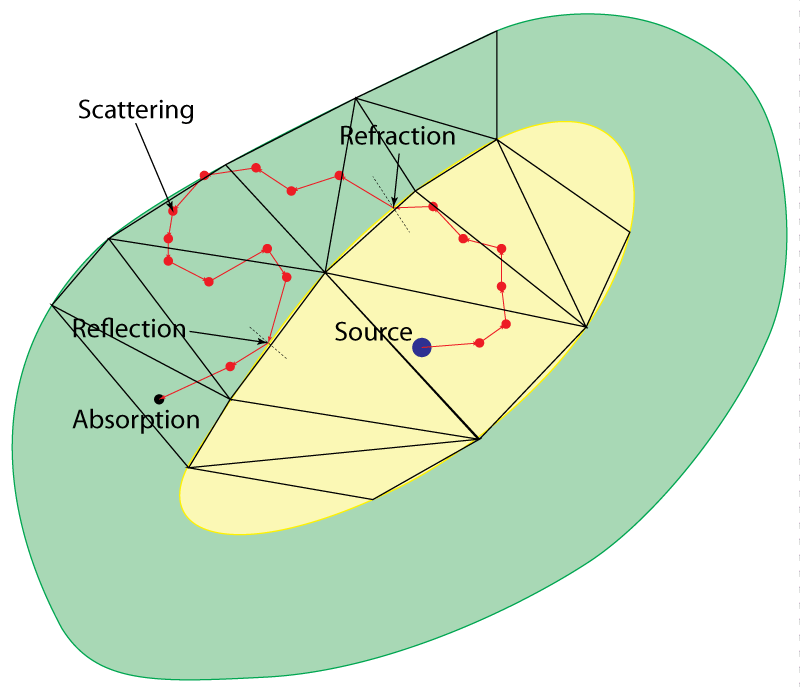 Scattering
Refraction
Reflection
Source
Absorption